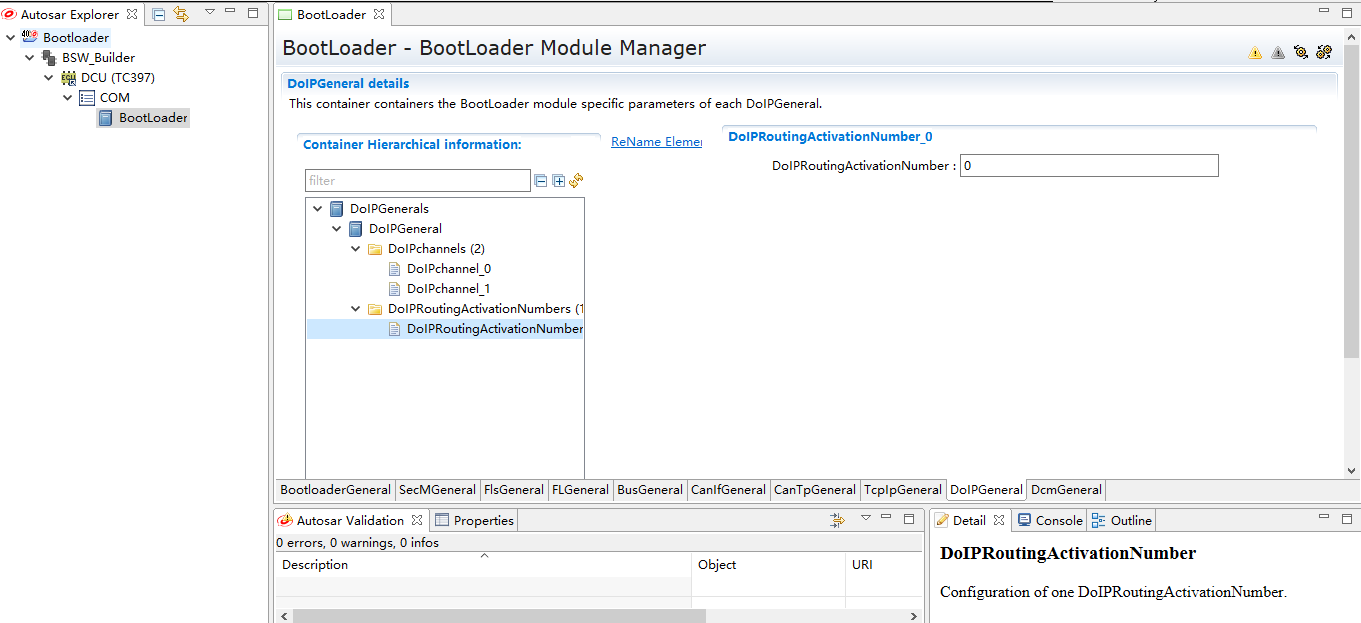 Autosar Explorer
Bootloader
BSW_Builder
DCU (TC397)
COM
BootLoader
BootLoader
BootLoader - BootLoader Module Manager
DoIPGeneral details
This container containers the BootLoader module specific parameters of each DoIPGeneral.
Container Hierarchical information:
ReName Elemer
filter
DoIPGenerals
DoIPGeneral
DoIPchannels (2)
DoIPchannel_0
DoIPchannel_1
DoIPRoutingActivationNumbers (1
DoIPRoutingActivationNumber
DoIPRoutingActivationNumber_0
DoIPRoutingActivationNumber : 0
BootloaderGeneral SecMGeneral FlsGeneral FLGeneral BusGeneral CanIfGeneral CanTpGeneral TcpIpGeneral DoIPGeneral DcmGeneral
Autosar Validation Properties
0 errors, 0 warnings, 0 infos
Description Object URI
Detail Console Outline
DoIPRoutingActivationNumber
Configuration of one DoIPRoutingActivationNumber.